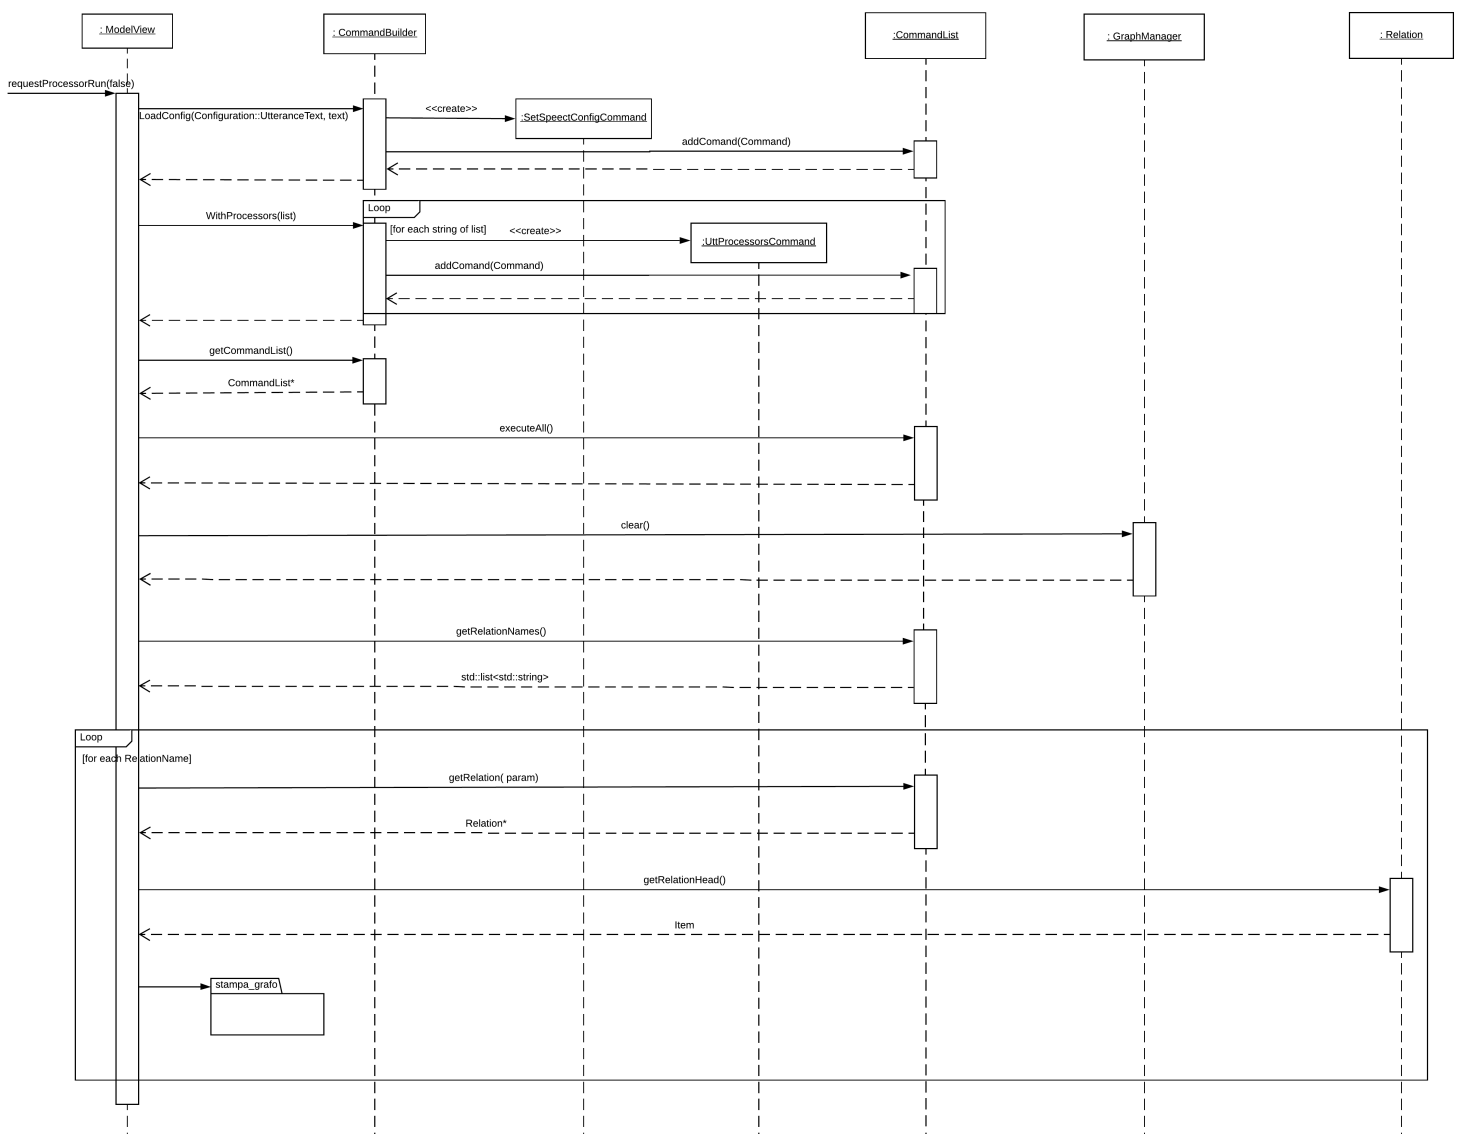 : ModelView
: CommandBuilder
:CommandList
: GraphManager
: Relation
requestProcessorRun(false)
LoadConfig(Configuration::UtteranceText, text)
<<create>>
:SetSpeectConfigCommand
addComand(Command)
Loop
WithProcessors(list)
[for each string of list]
<<create>>
:UttProcessorsCommand
addComand(Command)
getCommandList()
CommandList*
executeAll()
clear()
getRelationNames()
std::list<std::string>
Loop
[for each RelationName]
getRelation( param)
Relation*
getRelationHead()
Item
stampa_grafo